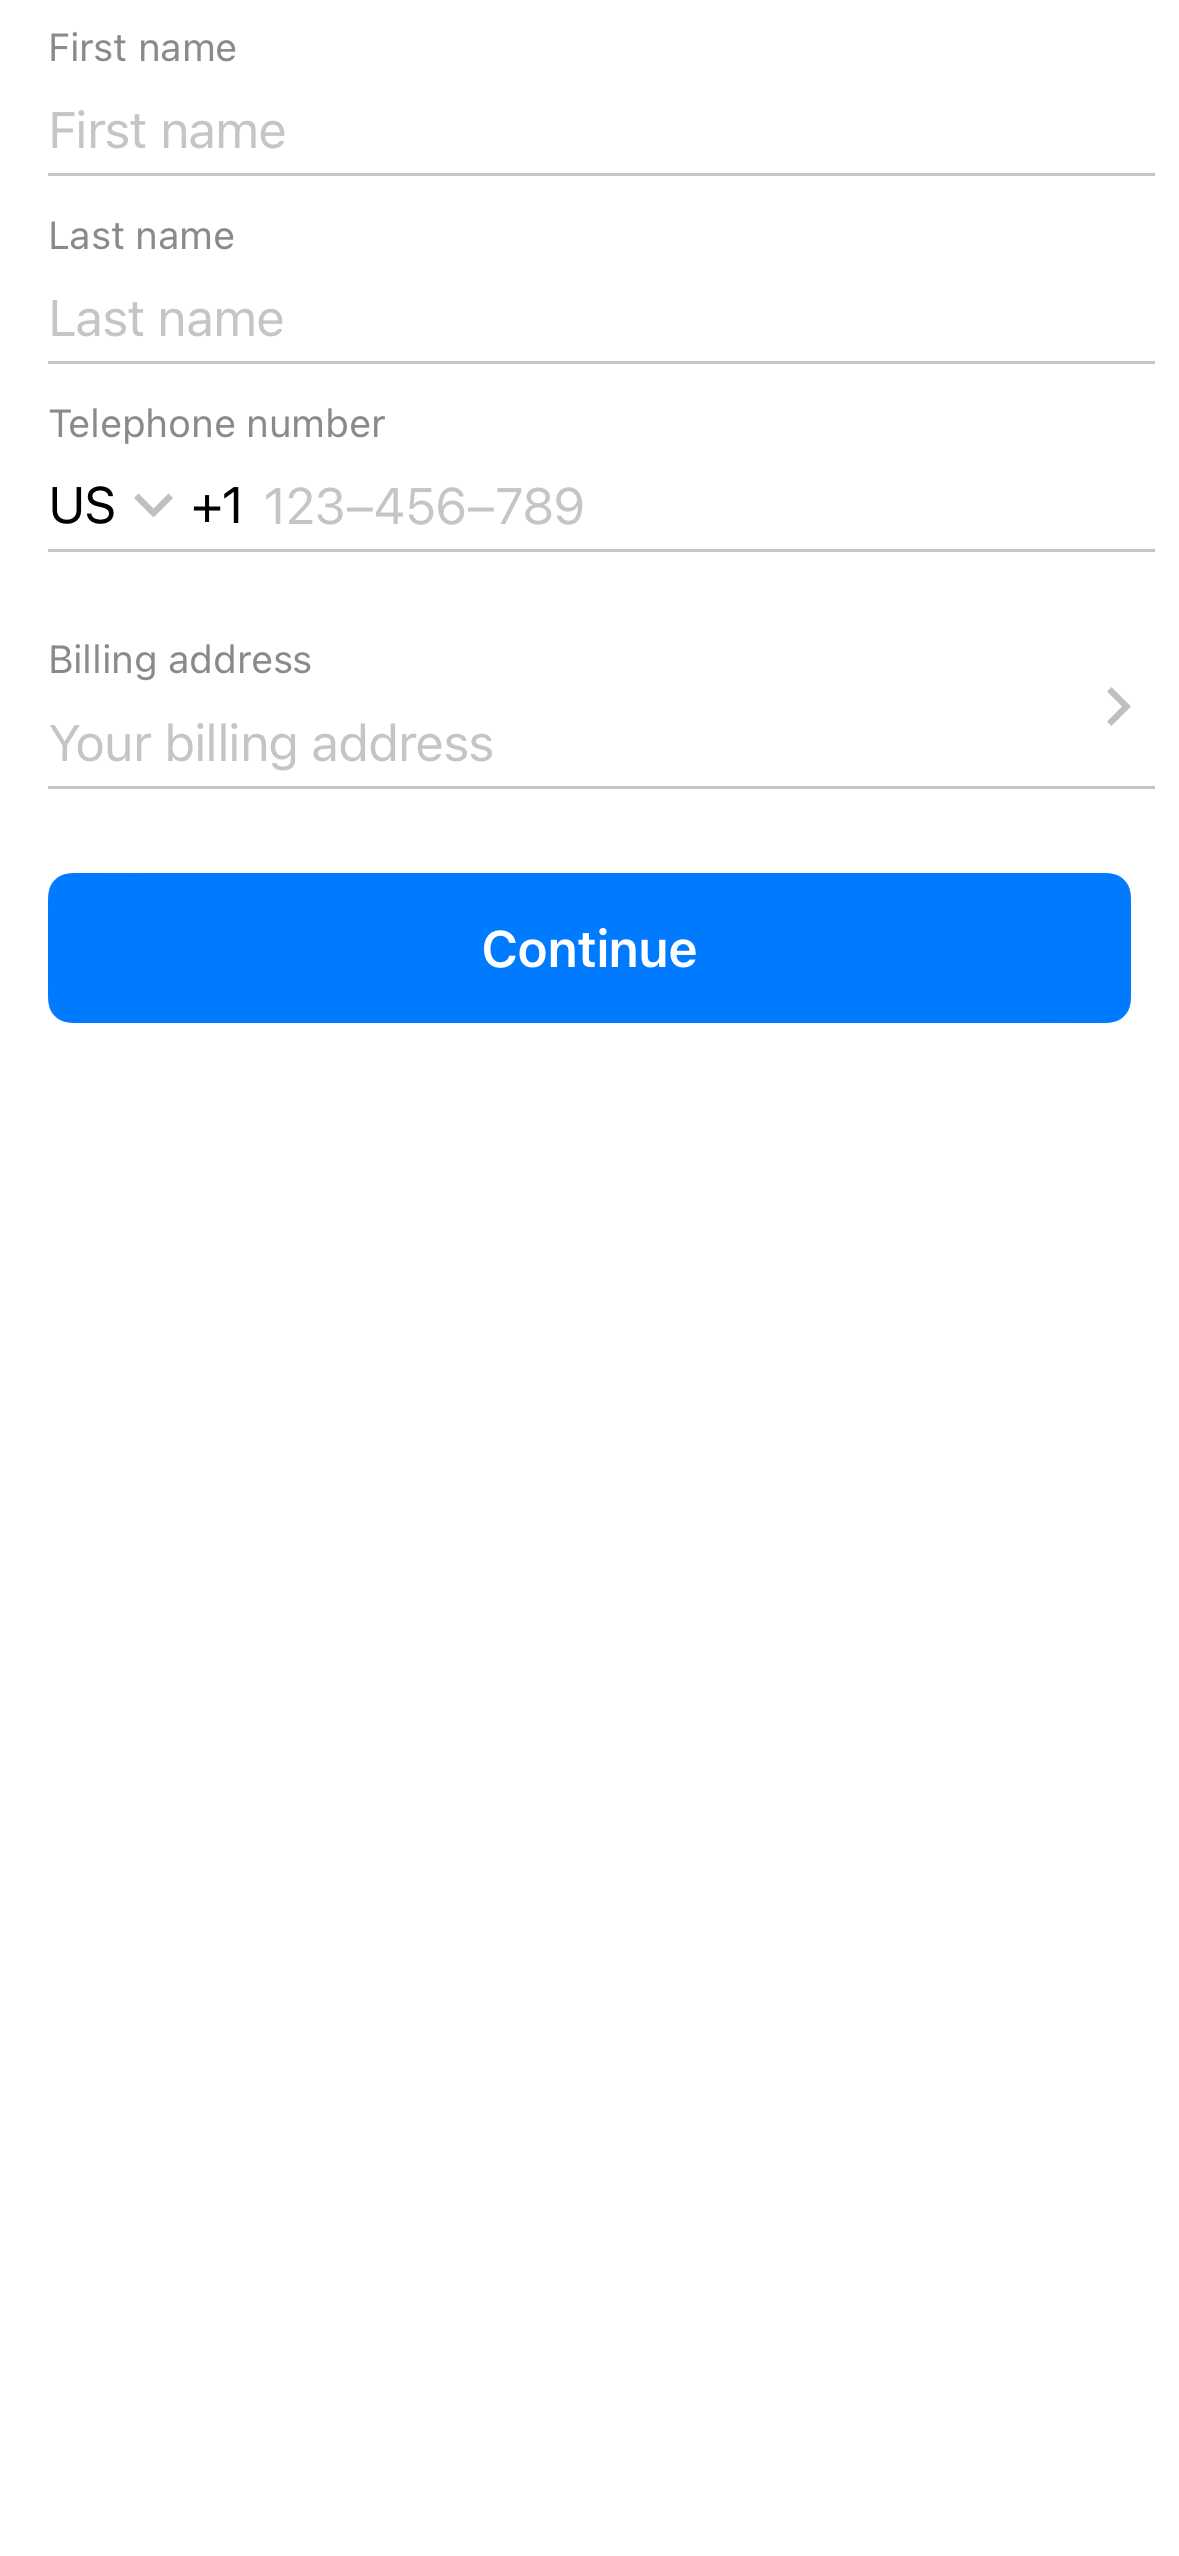 First name
First name
Last name
Last name
Telephone number
US +1 123–456–789
Billing address
Your billing address
Continue